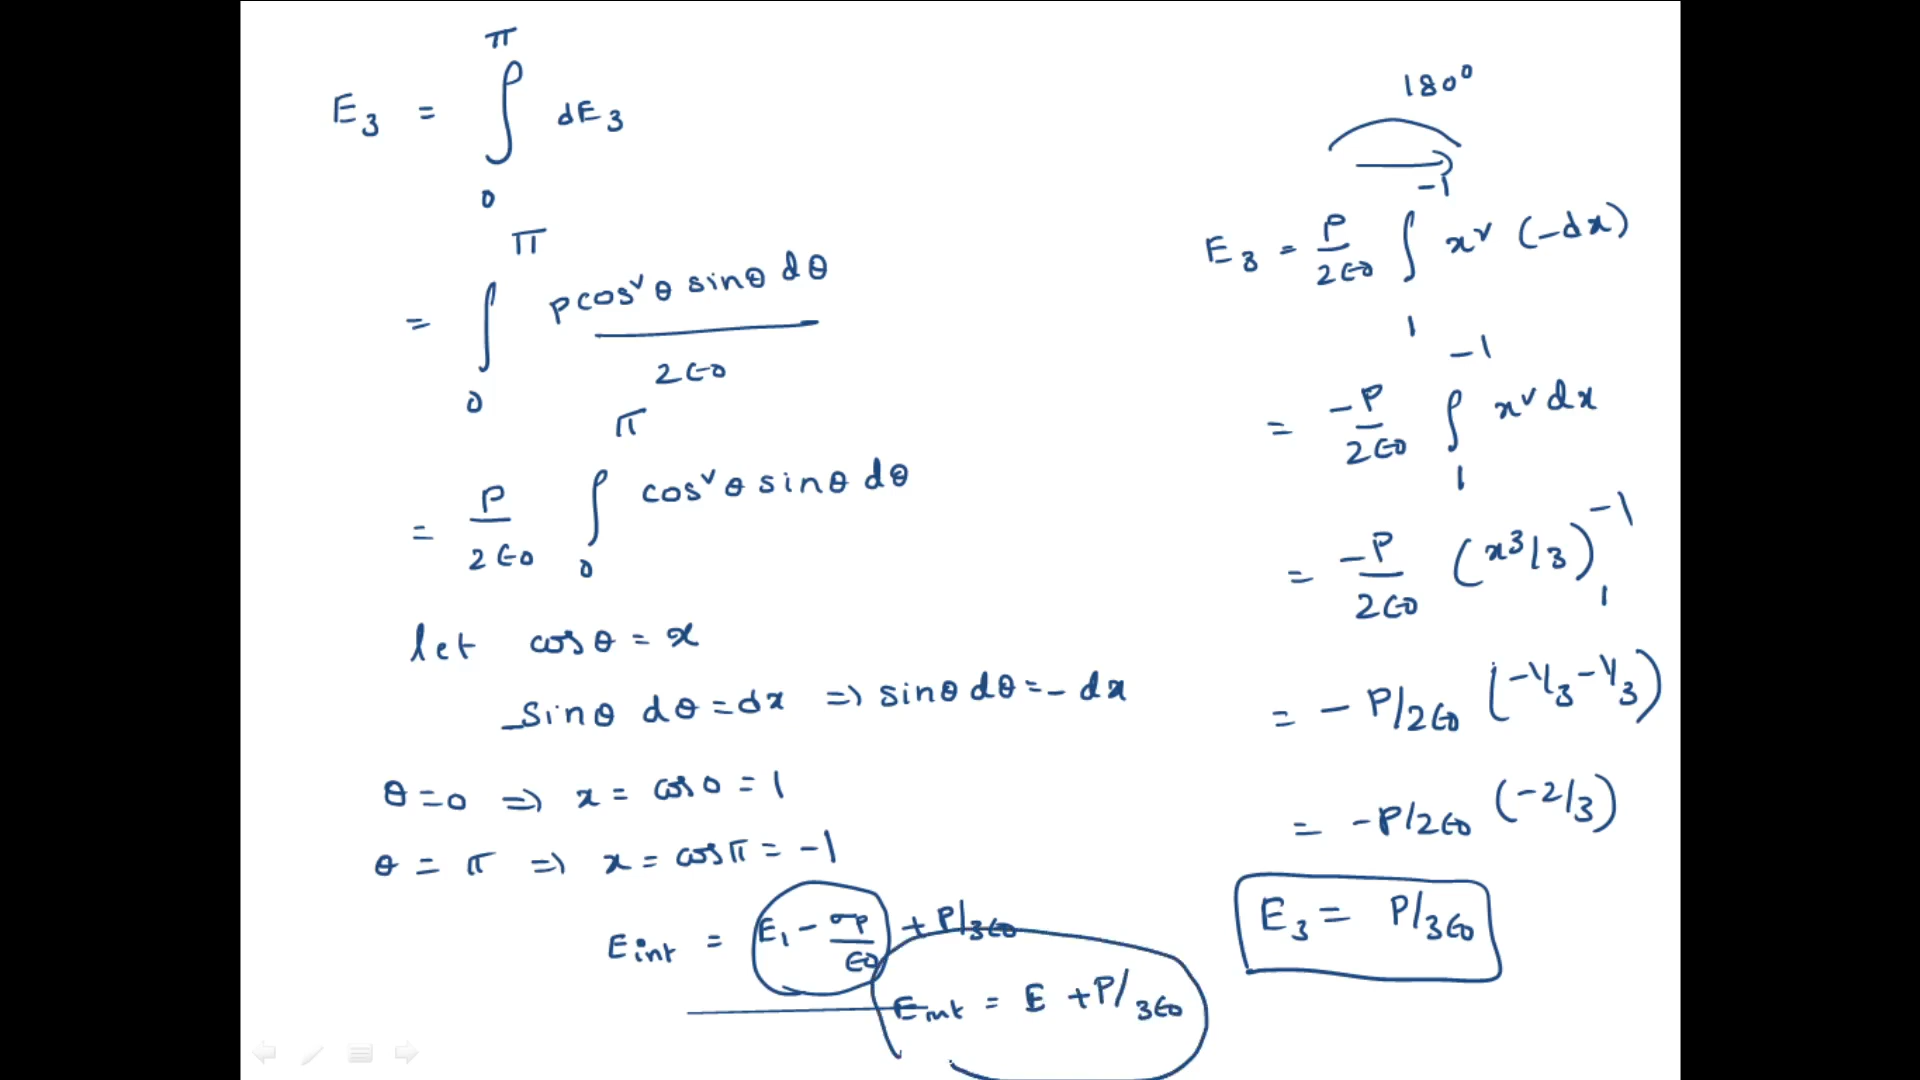 E₃ = ∫₀^π dE₃
= ∫₀^π Pcos²θ sinθ dθ / 2ε₀
= P/2ε₀ ∫₀^π cos²θ sinθ dθ
let cosθ = x
-sinθ dθ = dx ⇒ sinθ dθ = -dx
θ=0 ⇒ x = cos0 = 1
θ = π ⇒ x = cosπ = -1
E int = E₁ - σp/ε₀ + P/3ε₀
Eint = E + P/3ε₀
180°
E₃ = P/2ε₀ ∫₁^-1 x² (-dx)
= -P/2ε₀ ∫₁^-1 x² dx
= -P/2ε₀ (x³/3)₁^-1
= -P/2ε₀ (-1/3 -1/3)
= -P/2ε₀ (-2/3)
E₃ = P/3ε₀